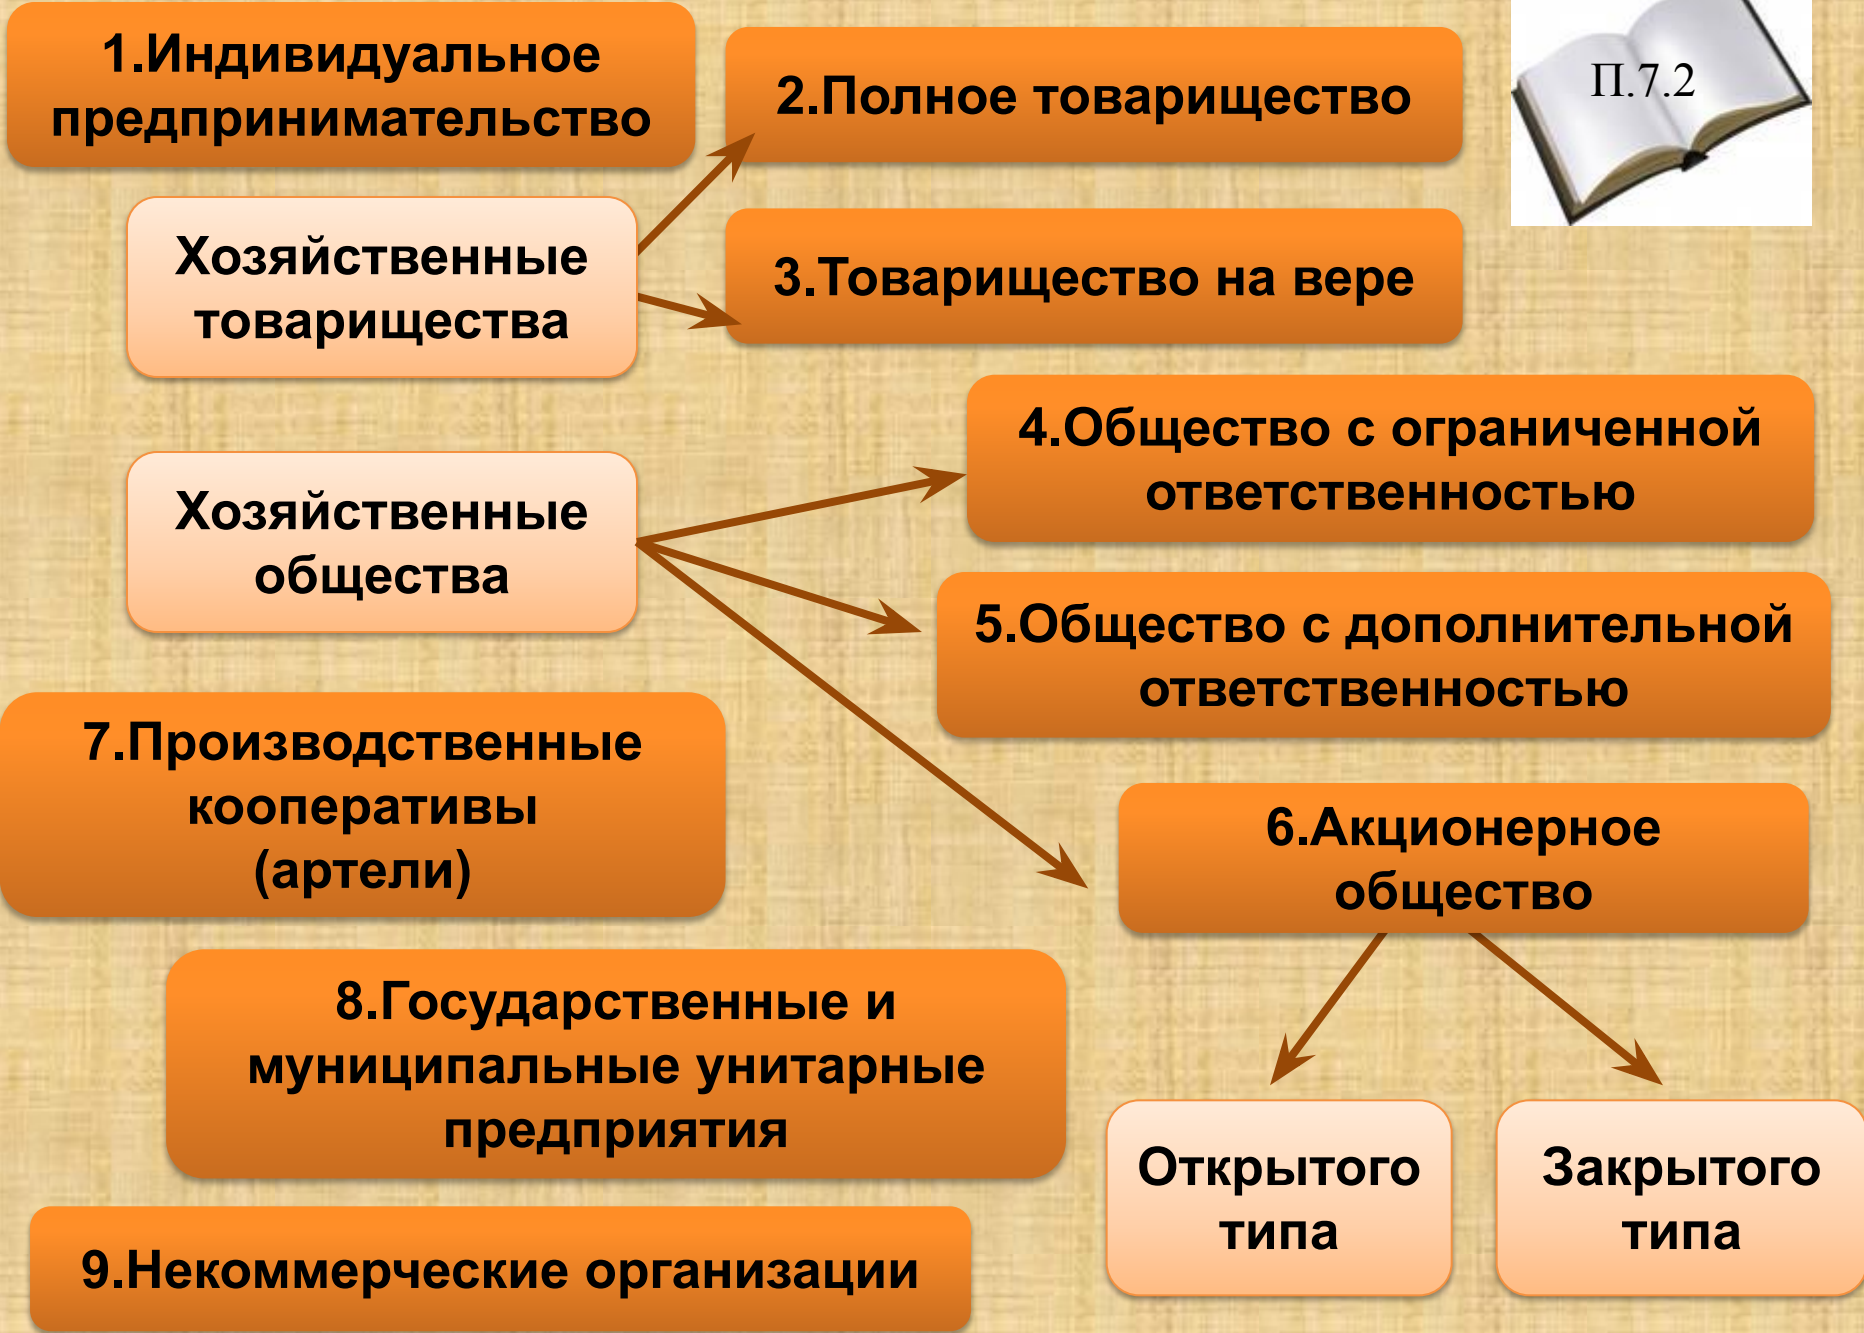 1.Индивидуальное
предпринимательство
2.Полное товарищество
П.7.2
Хозяйственные
товарищества
3.Товарищество на вере
4.Общество с ограниченной
ответственностью
Хозяйственные
общества
5.Общество с дополнительной
ответственностью
7.Производственные
кооперативы
(артели)
6.Акционерное
общество
8.Государственные и
муниципальные унитарные
предприятия
Открытого
типа
Закрытого
типа
9.Некоммерческие организации